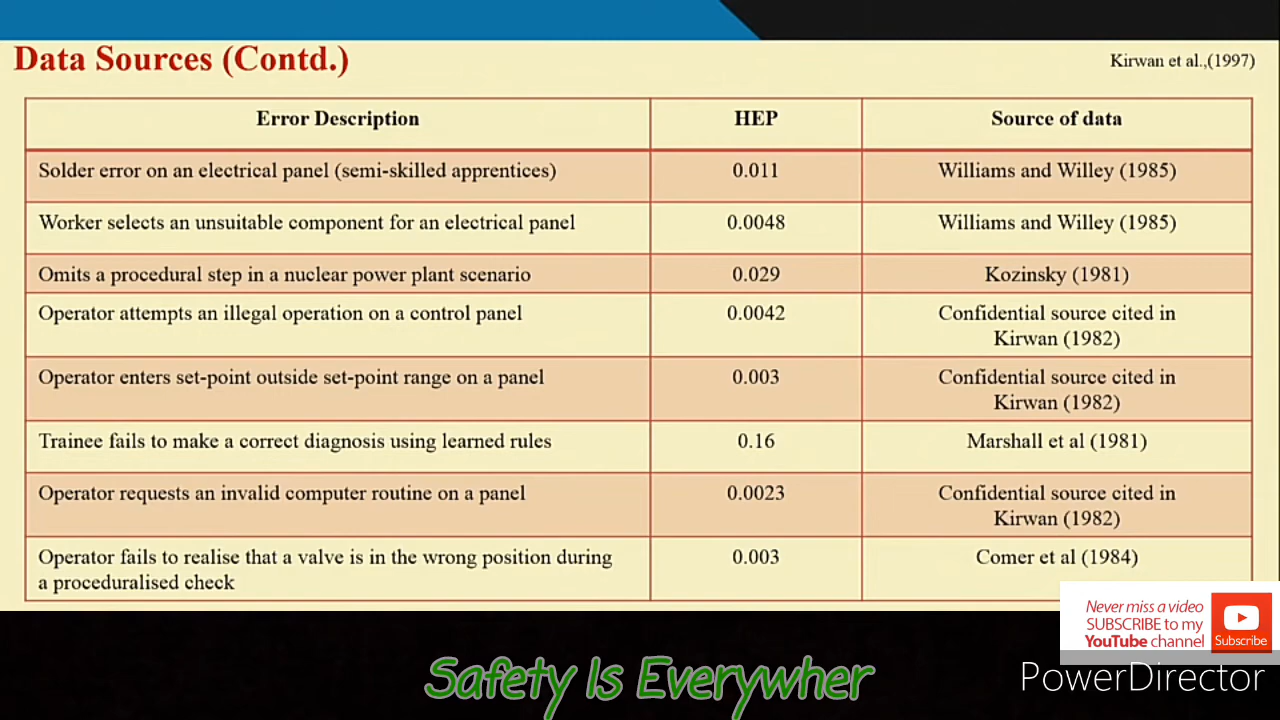 Data Sources (Contd.)
Kirwan et al.,(1997)
Error Description HEP Source of data
Solder error on an electrical panel (semi-skilled apprentices) 0.011 Williams and Willey (1985)
Worker selects an unsuitable component for an electrical panel 0.0048 Williams and Willey (1985)
Omits a procedural step in a nuclear power plant scenario 0.029 Kozinsky (1981)
Operator attempts an illegal operation on a control panel 0.0042 Confidential source cited in
Kirwan (1982)
Operator enters set-point outside set-point range on a panel 0.003 Confidential source cited in
Kirwan (1982)
Trainee fails to make a correct diagnosis using learned rules 0.16 Marshall et al (1981)
Operator requests an invalid computer routine on a panel 0.0023 Confidential source cited in
Kirwan (1982)
Operator fails to realise that a valve is in the wrong position during 0.003 Comer et al (1984)
a proceduralised check
Never miss a video
SUBSCRIBE to my
YouTube channel
Subscribe
Safety Is Everywher
PowerDirector